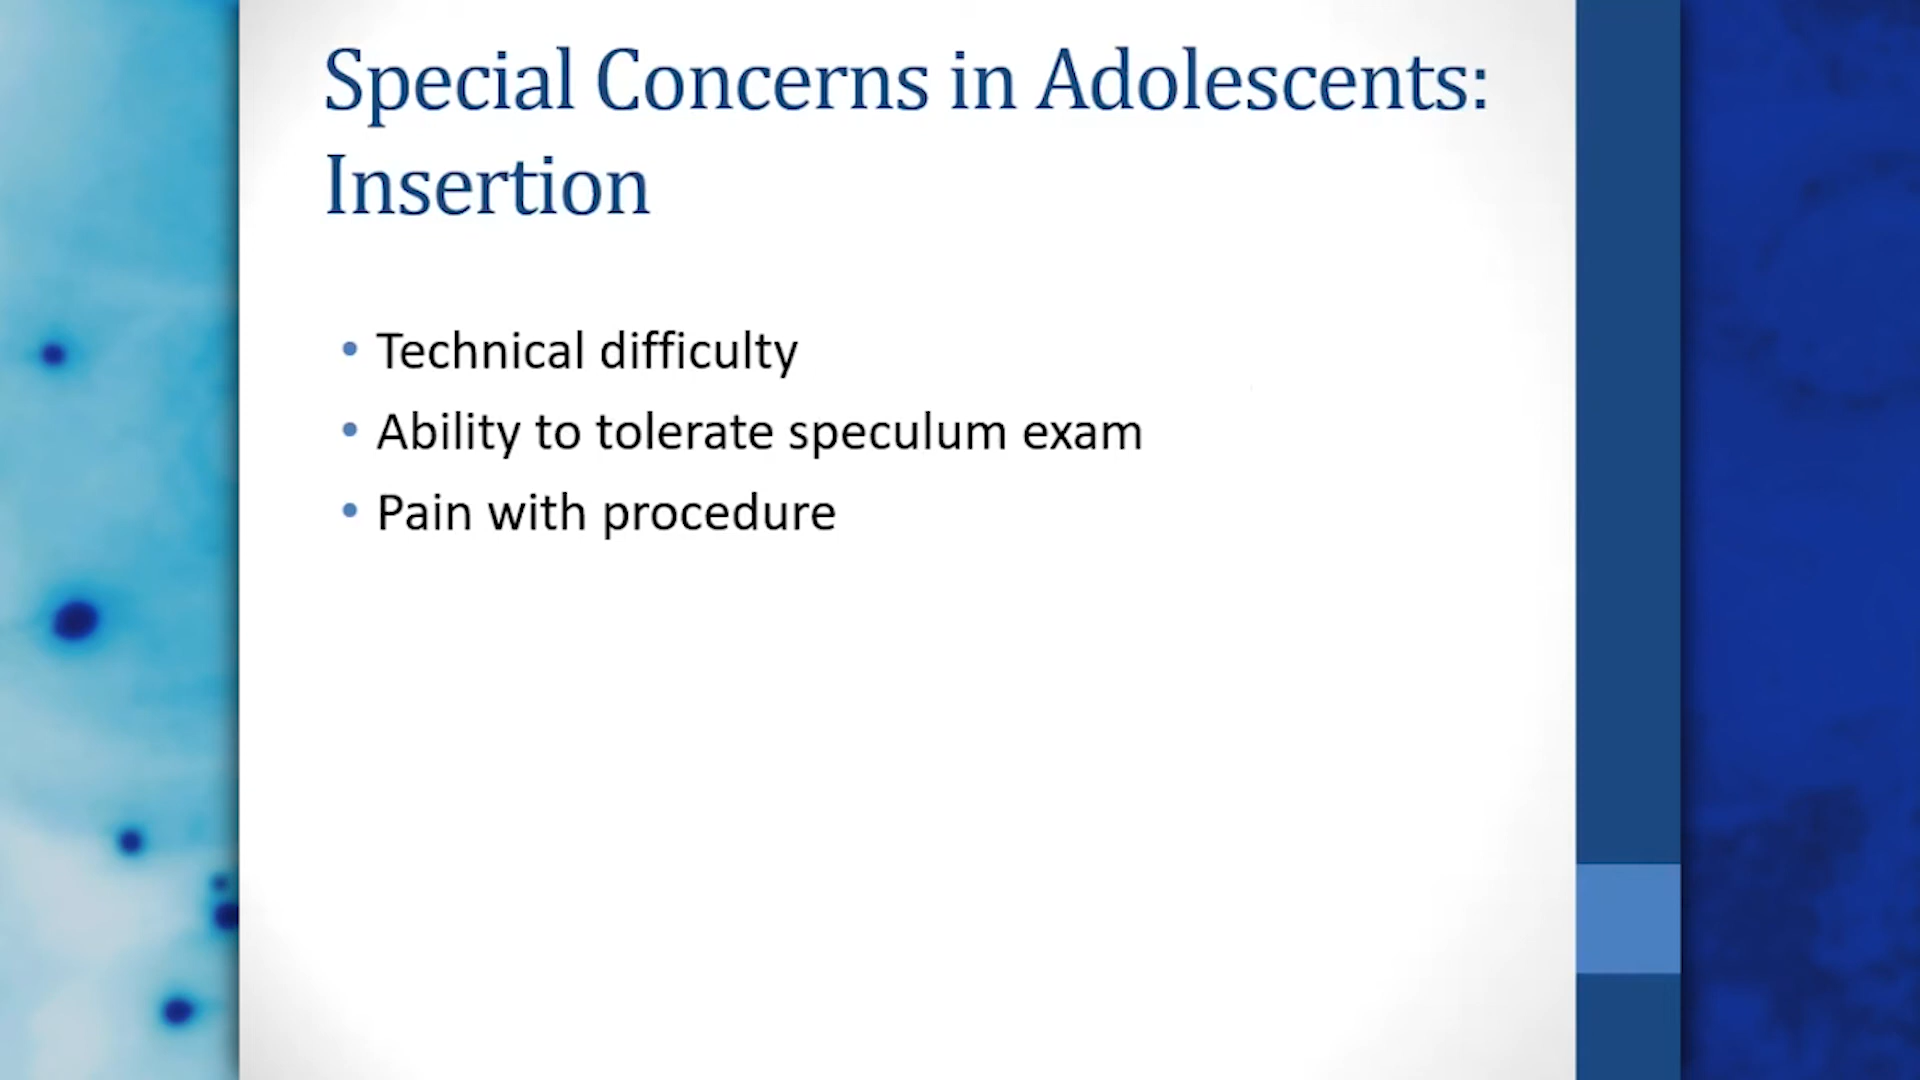 Special Concerns in Adolescents:
Insertion
• Technical difficulty
• Ability to tolerate speculum exam
• Pain with procedure